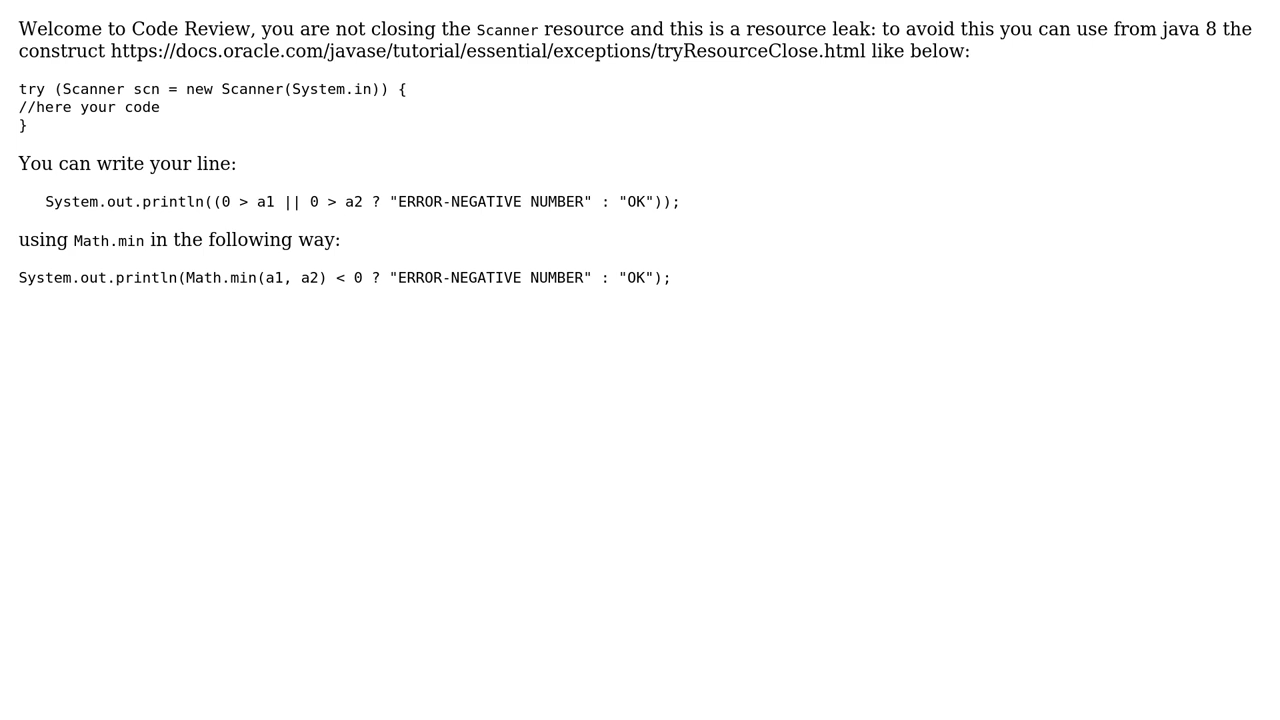 Welcome to Code Review, you are not closing the Scanner resource and this is a resource leak: to avoid this you can use from java 8 the
construct https://docs.oracle.com/javase/tutorial/essential/exceptions/tryResourceClose.html like below:
try (Scanner scn = new Scanner(System.in)) {
//here your code
}
You can write your line:
System.out.println((0 > a1 || 0 > a2 ? "ERROR-NEGATIVE NUMBER" : "OK"));
using Math.min in the following way:
System.out.println(Math.min(a1, a2) < 0 ? "ERROR-NEGATIVE NUMBER" : "OK");